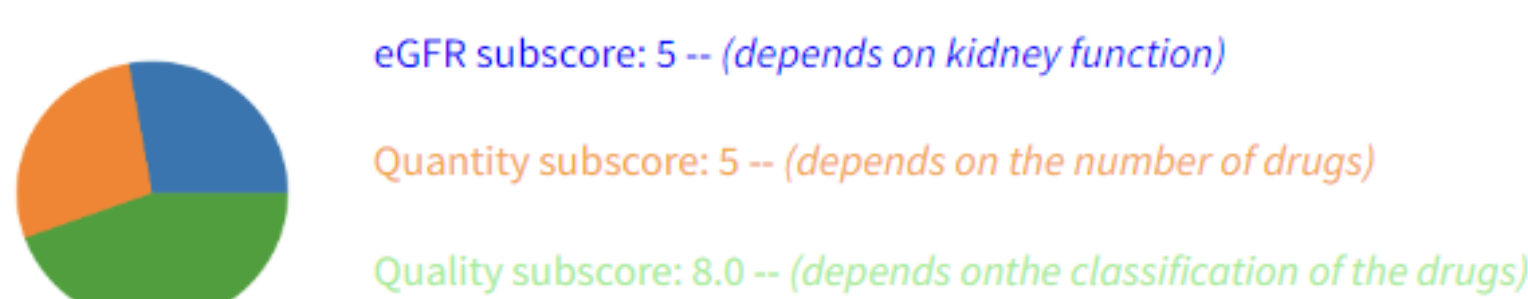 eGFR subscore: 5 -- (depends on kidney function)
Quantity subscore: 5 -- (depends on the number of drugs)
Quality subscore: 8.0 -- (depends onthe classification of the drugs)